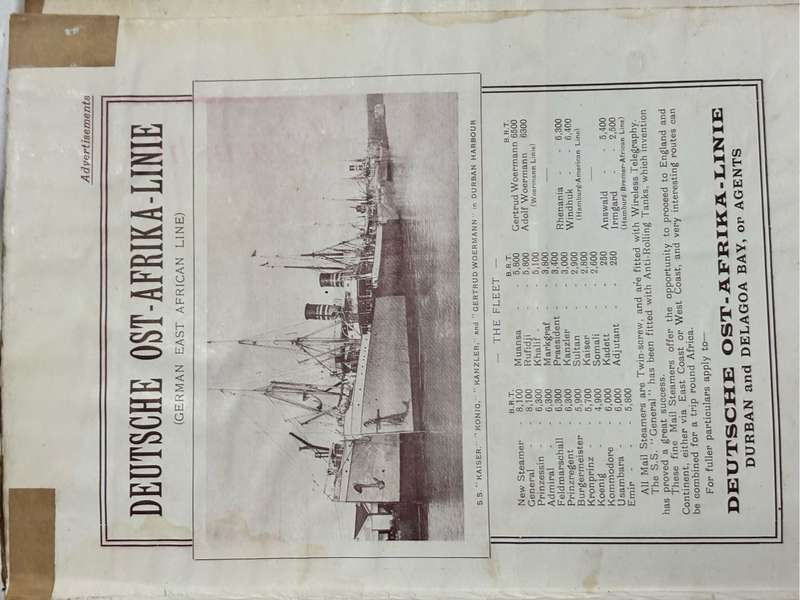 Advertisements
DEUTSCHE OST-AFRIKA-LINIE
(GERMAN EAST AFRICAN LINE)
S.S. "KAISER," "KONIG," "KANZLER," and "GERTRUD WOERMANN" in DURBAN HARBOUR
— THE FLEET —
B.R.T.
New Steamer 8,100
General - 8,100
Prinzessin - 6,300
Admiral - 6,300
Feldmarschall 6,300
Prinzregent 6,300
Burgermeister 5,900
Kronprinz - 5,700
Koenig - 4,900
Kommodore - 6,000
Usambara - 6,000
Emir - - 5,600
B.R.T.
Muansa - 5,800
Rufidji - 5,800
Khalif - - 5,100
Markgraf - 3,800
Praesident - 3,400
Kanzler - 3,000
Sultan - 2,900
Kaiser - 2,800
Somali - 2,600
Kadett - 250
Adjutant - 250
B.R.T.
Gertrud Woermann 6500
Adolf Woermann 6300
(Woermann Line)
Rhenania - - 6,300
Windhuk - - 6,400
(Hamburg-American Line)
Answald - - 5,400
Irmgard - - 2,500
(Hamburg Bremer-African Line)
All Mail Steamers are Twin-screw, and are fitted with Wireless Telegraphy.
The S.S. "General" has been fitted with Anti-Rolling Tanks, which invention
has proved a great success.
These fine Mail Steamers offer the opportunity to proceed to England and
Continent, either via East Coast or West Coast, and very interesting routes can
be combined for a trip round Africa.
For fuller particulars apply to—
DEUTSCHE OST-AFRIKA-LINIE
DURBAN and DELAGOA BAY, or AGENTS